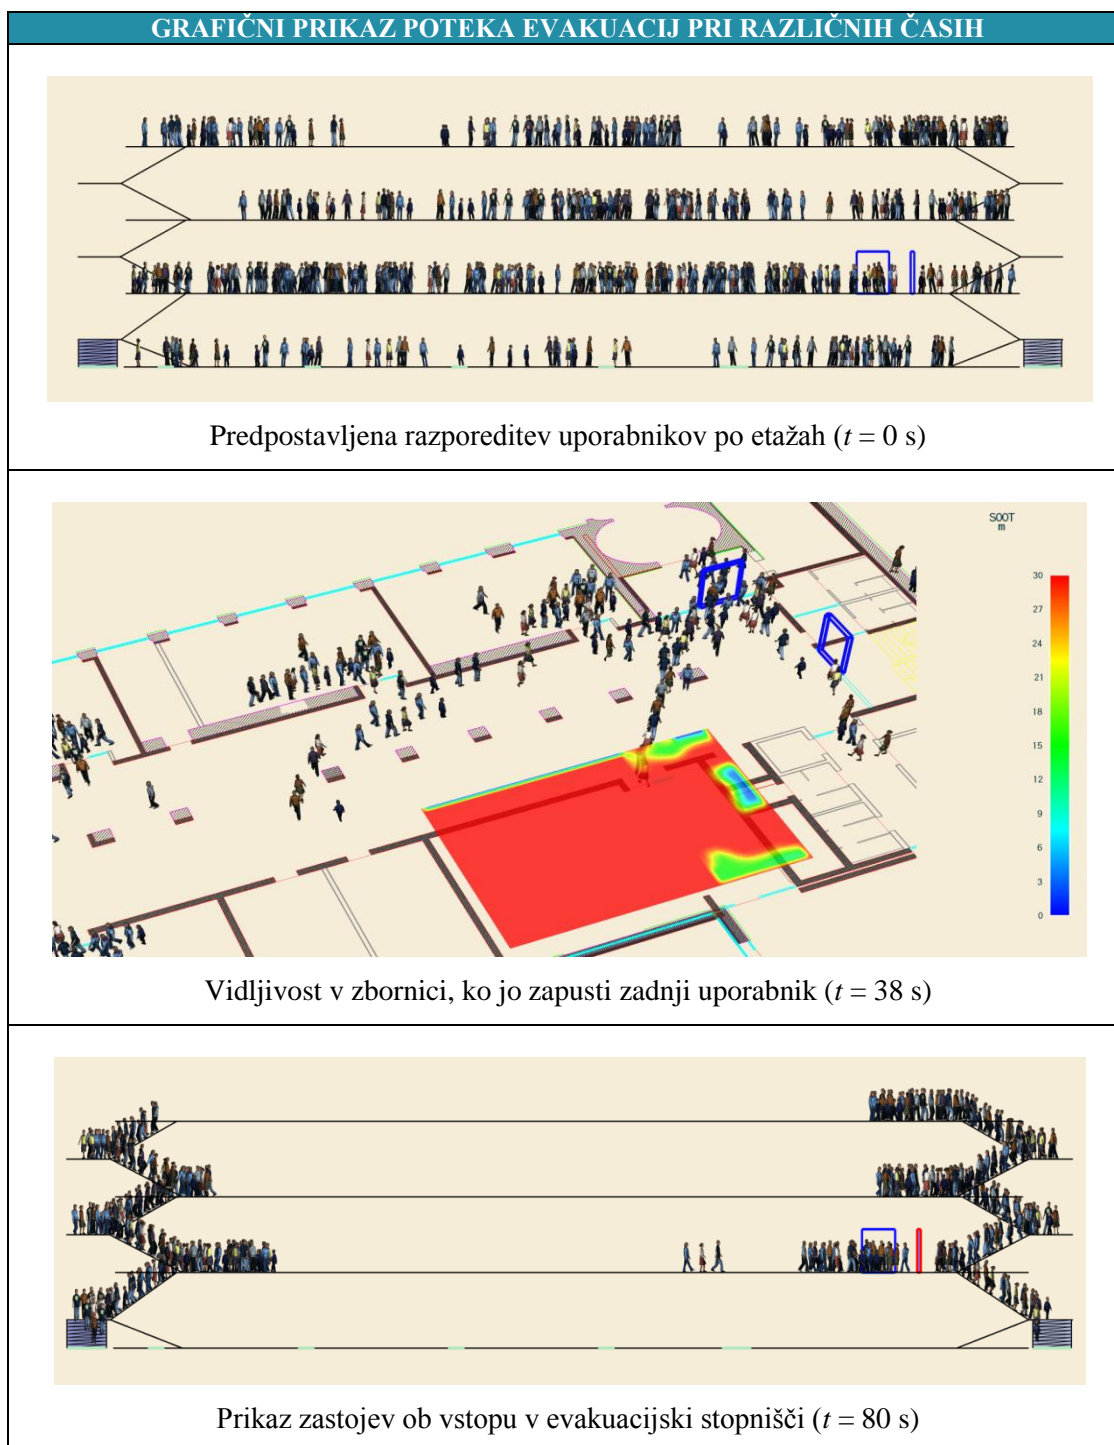 GRAFIČNI PRIKAZ POTEKA EVAKUACIJ PRI RAZLIČNIH ČASIH
Predpostavljena razporeditev uporabnikov po etažah (t = 0 s)
SOOT
m
30
27
24
21
18
15
12
9
6
3
0
Vidljivost v zbornici, ko jo zapusti zadnji uporabnik (t = 38 s)
Prikaz zastojev ob vstopu v evakuacijski stopnišči (t = 80 s)